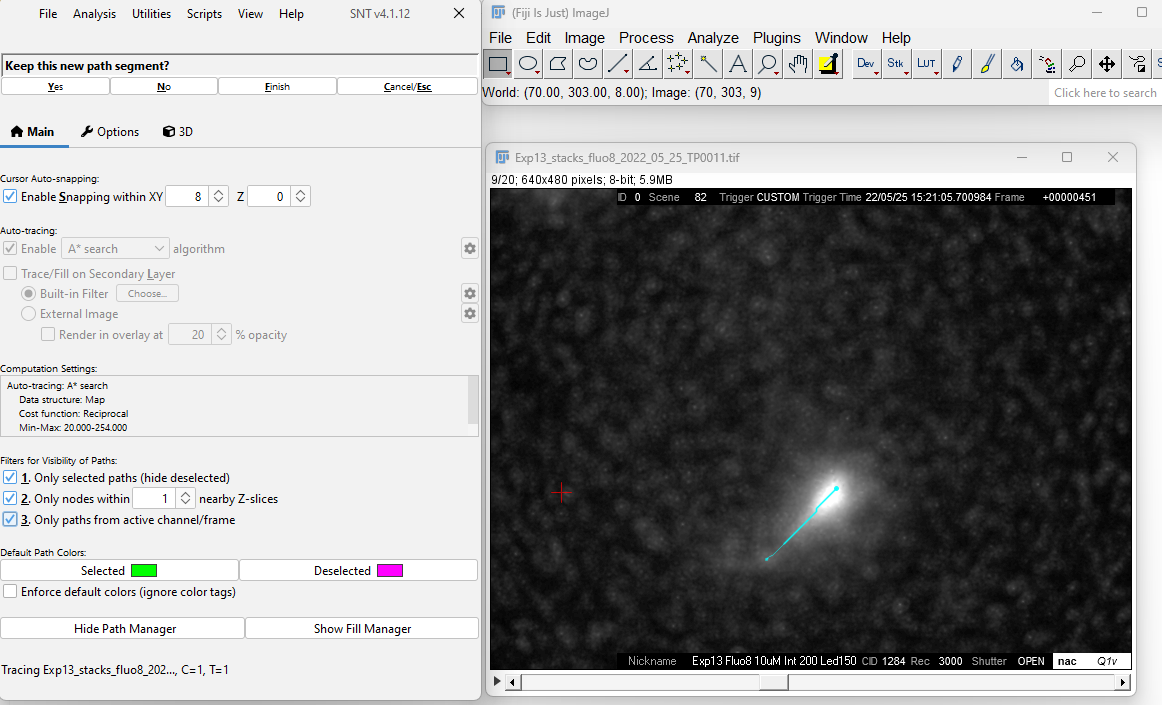 File Analysis Utilities Scripts View Help SNT v4.1.12
Keep this new path segment?
Yes No Finish Cancel/Esc
Main Options 3D
Cursor Auto-snapping:
Enable Snapping within XY 8 Z 0
Auto-tracing:
Enable A* search algorithm
Trace/Fill on Secondary Layer
Built-in Filter Choose...
External Image
Render in overlay at 20 % opacity
Computation Settings:
Auto-tracing: A* search
Data structure: Map
Cost function: Reciprocal
Min-Max: 20.000-254.000
Filters for Visibility of Paths:
1. Only selected paths (hide deselected)
2. Only nodes within 1 nearby Z-slices
3. Only paths from active channel/frame
Default Path Colors:
Selected Deselected
Enforce default colors (ignore color tags)
Hide Path Manager Show Fill Manager
Tracing Exp13_stacks_fluo8_202..., C=1, T=1
(Fiji Is Just) ImageJ
File Edit Image Process Analyze Plugins Window Help
A Dev Stk LUT S
World: (70.00, 303.00, 8.00); Image: (70, 303, 9) Click here to search
Exp13_stacks_fluo8_2022_05_25_TP0011.tif
9/20; 640x480 pixels; 8-bit; 5.9MB
ID 0 Scene 82 Trigger CUSTOM Trigger Time 22/05/25 15:21:05.700984 Frame +00000451
Nickname Exp13 Fluo8 10uM Int 200 Led150 CID 1284 Rec 3000 Shutter OPEN nac Q1v